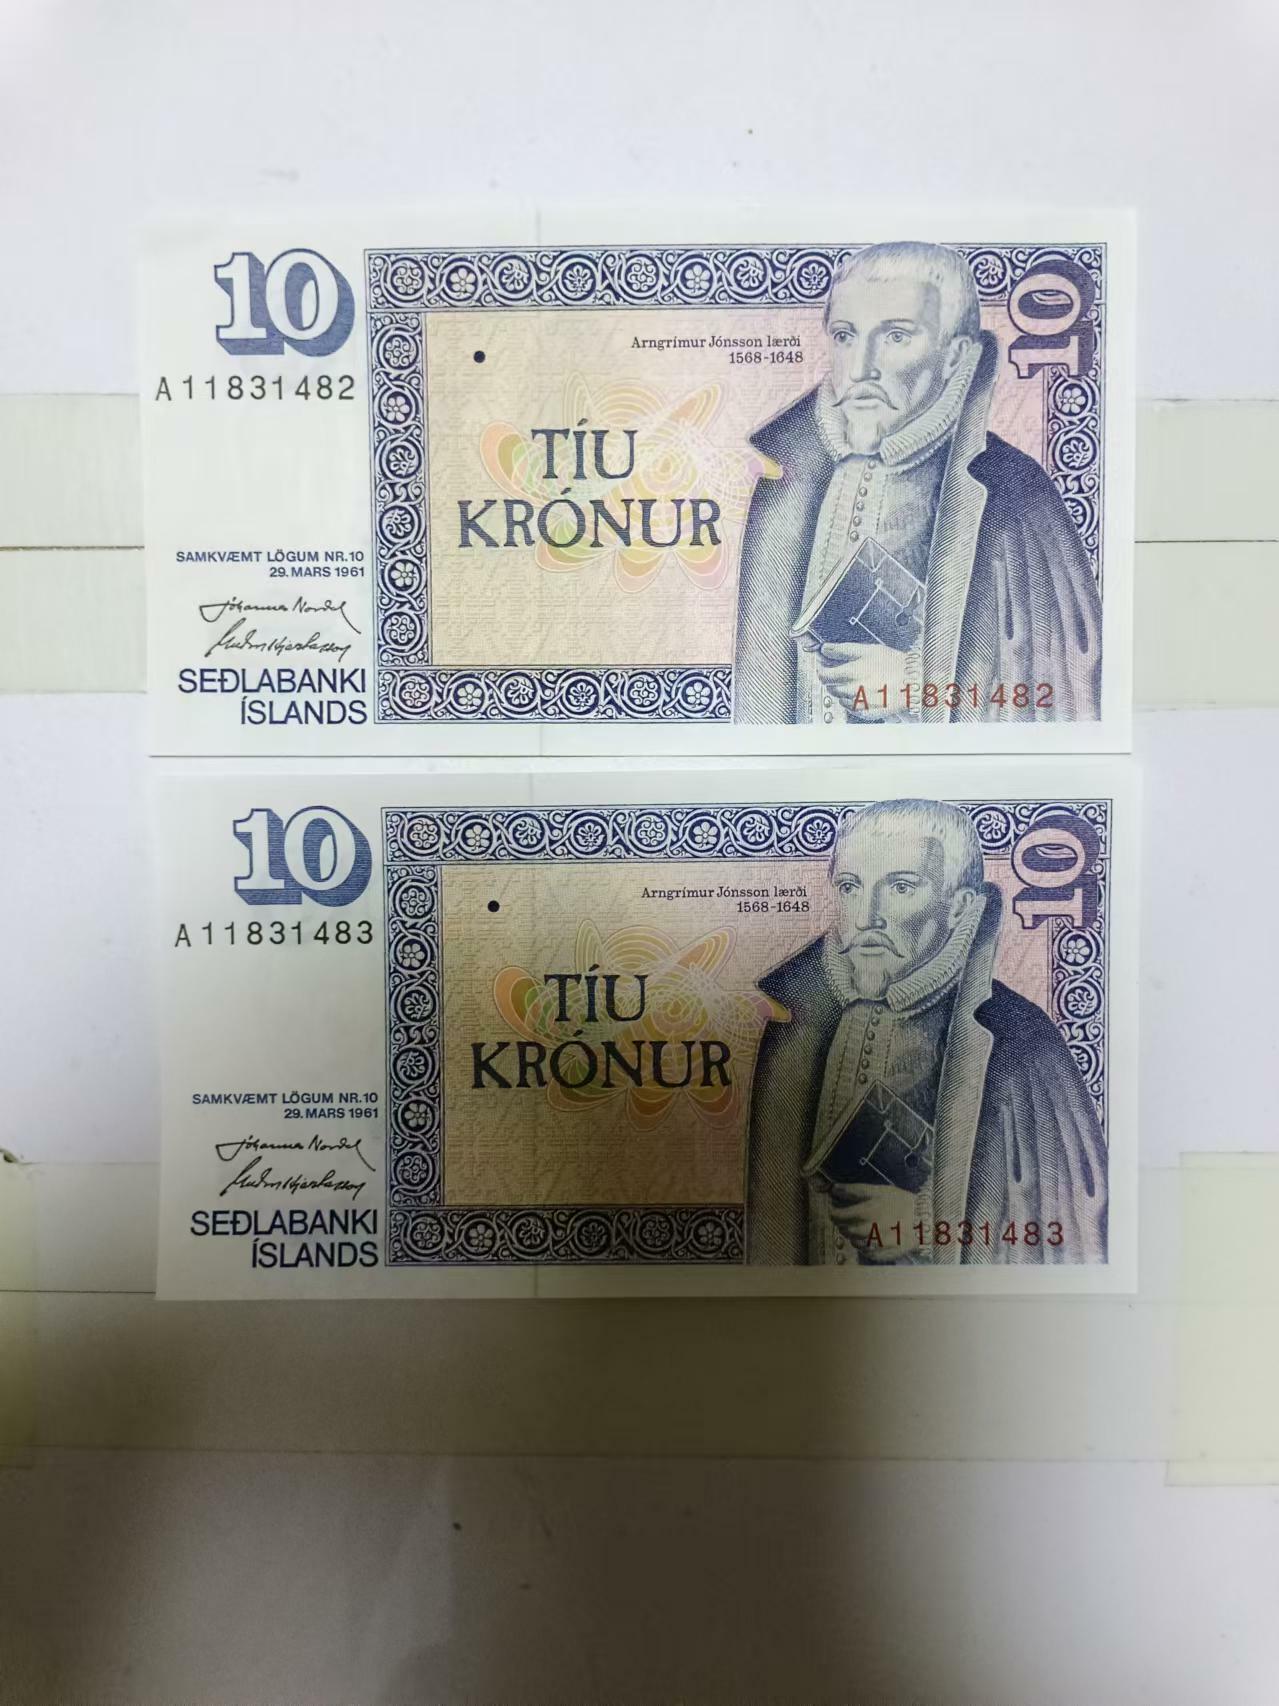 10
10
A11831482
Arngrímur Jónsson lærði
1568-1648
TÍU
KRÓNUR
SAMKVÆMT LÖGUM NR.10
29. MARS 1961
SEÐLABANKI
ÍSLANDS
A11831482
10
10
A11831483
Arngrímur Jónsson lærði
1568-1648
TÍU
KRÓNUR
SAMKVÆMT LÖGUM NR.10
29. MARS 1961
SEÐLABANKI
ÍSLANDS
A11831483